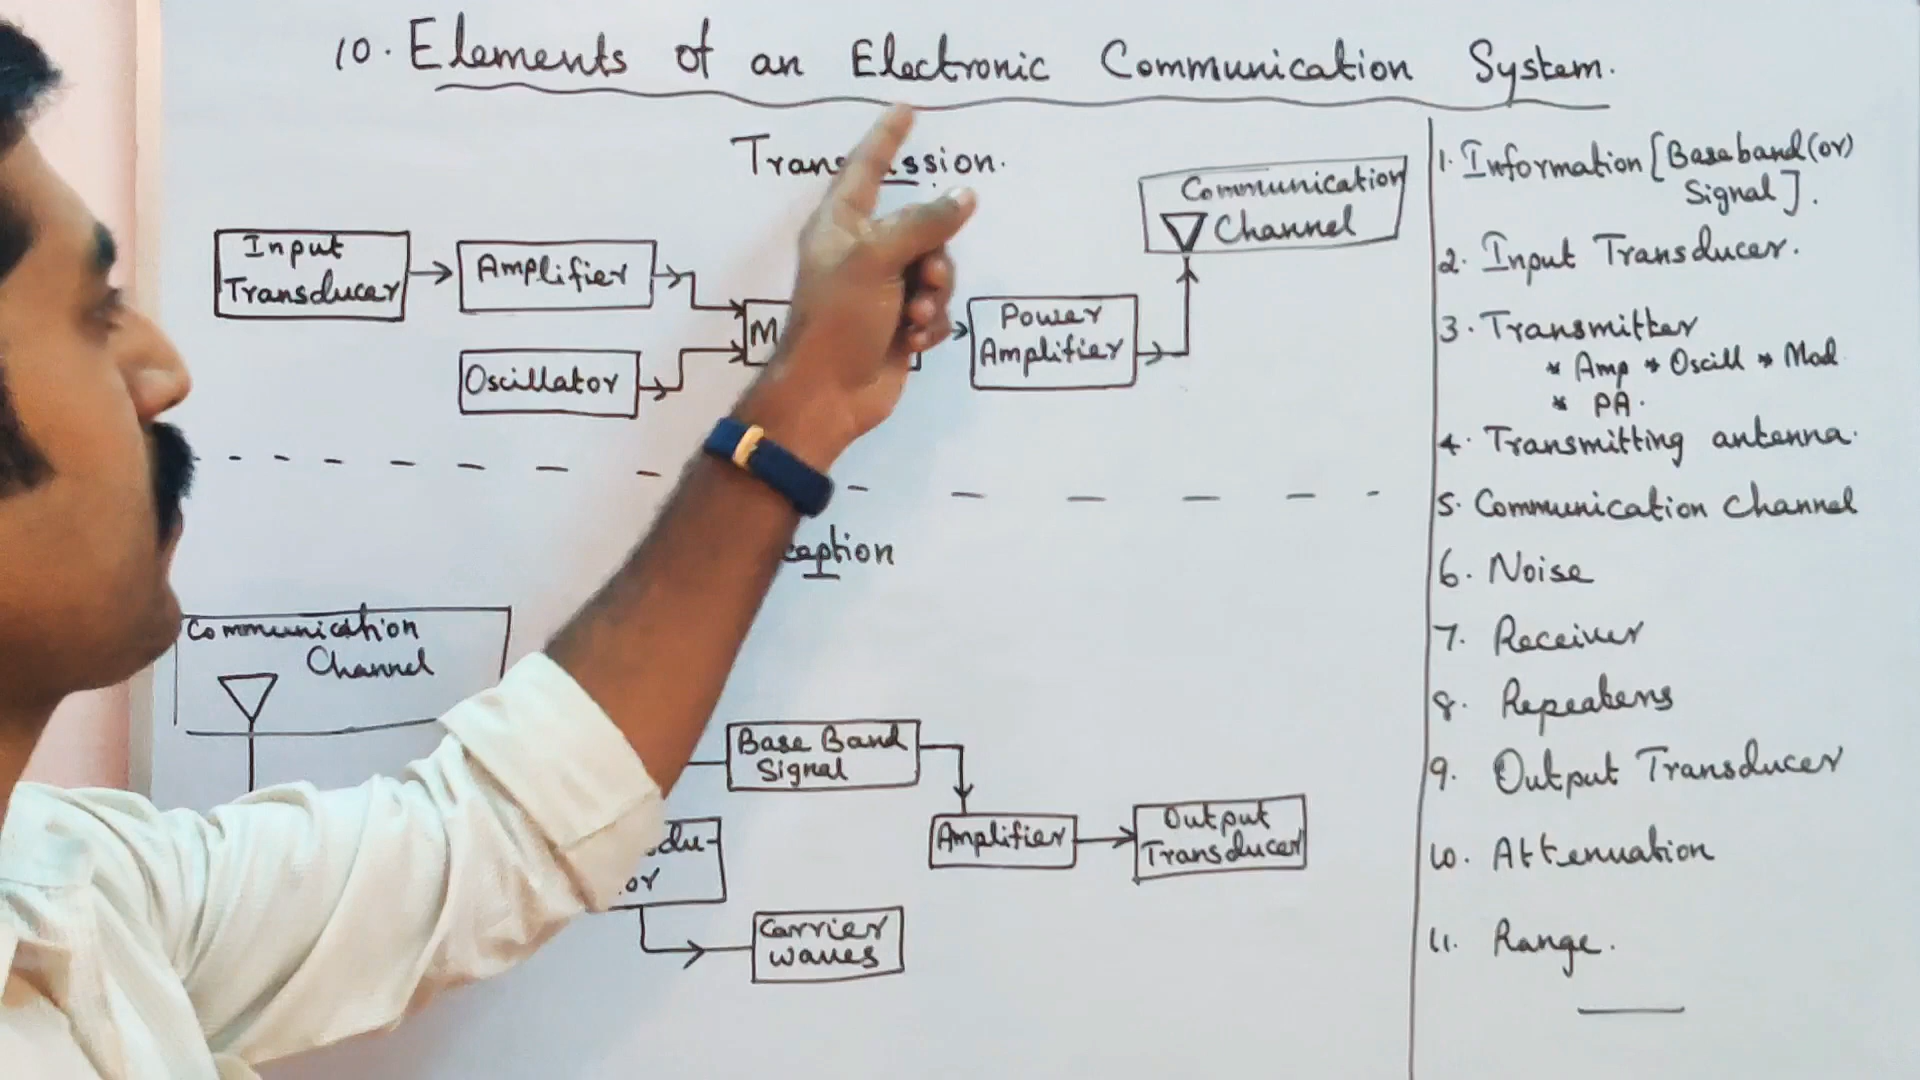 10. Elements of an Electronic Communication System.
Input
Transducer
Amplifier
Oscillator
Power
Amplifier
Communication
Channel
Communication
Channel
Base Band
Signal
Amplifier
Output
Transducer
Carrier
waves
1. Information [Baseband (or)
Signal].
2. Input Transducer.
3. Transmitter
* Amp * Oscill * Mod
* PA.
4. Transmitting antenna.
5. Communication Channel
6. Noise
7. Receiver
8. Repeaters
9. Output Transducer
10. Attenuation
11. Range.